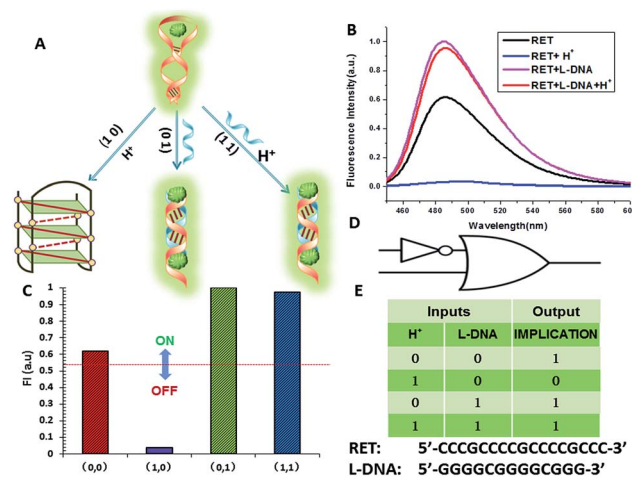 A
(1 0)
H+
(0 1)
(1 1)
H+
B
Fluorescence Intensity(a.u.)
1.0
0.8
0.6
0.4
0.2
0.0
RET
RET+ H+
RET+L-DNA
RET+L-DNA+H+
460 480 500 520 540 560 580 60
Wavelength(nm)
C
FI (a.u)
1
0.9
0.8
0.7
0.6
0.5
0.4
0.3
0.2
0.1
0
ON
OFF
(0,0) (1,0) (0,1) (1,1)
D
E
Inputs Output
H+ L-DNA IMPLICATION
0 0 1
1 0 0
0 1 1
1 1 1
RET: 5’-CCCGCCCCGCCCCGCCC-3’
L-DNA: 5’-GGGGCGGGGCGGG-3’